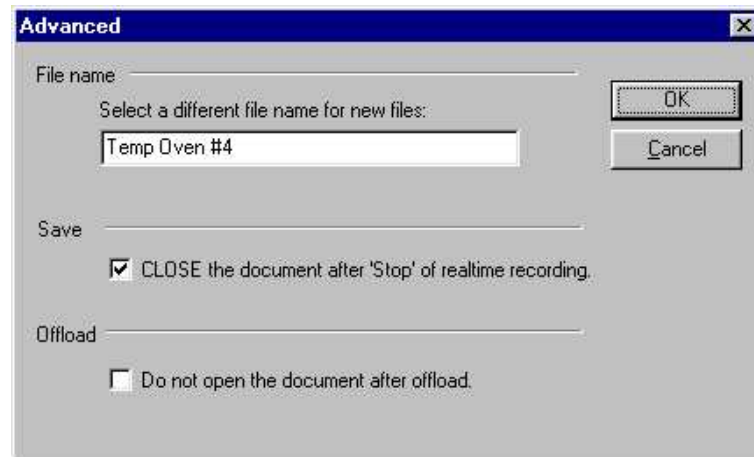 Advanced
File name
OK
Select a different file name for new files:
Temp Oven #4
Cancel
Save
CLOSE the document after 'Stop' of realtime recording.
Offload
Do not open the document after offload.